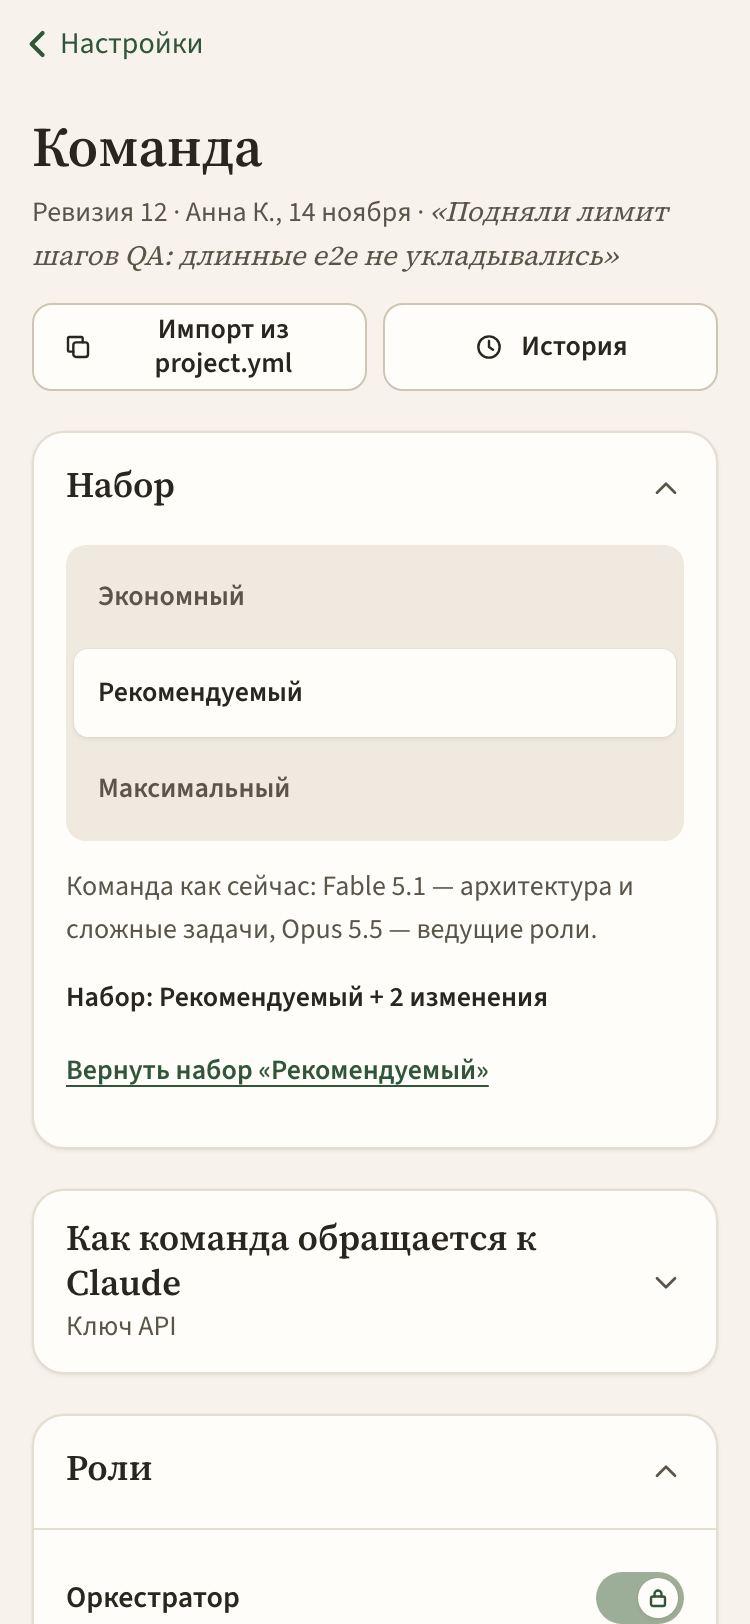 Настройки
Команда
Ревизия 12 · Анна К., 14 ноября · «Подняли лимит
шагов QA: длинные e2e не укладывались»
Импорт из
project.yml
История
Набор
Экономный
Рекомендуемый
Максимальный
Команда как сейчас: Fable 5.1 — архитектура и
сложные задачи, Opus 5.5 — ведущие роли.
Набор: Рекомендуемый + 2 изменения
Вернуть набор «Рекомендуемый»
Как команда обращается к
Claude
Ключ API
Роли
Оркестратор